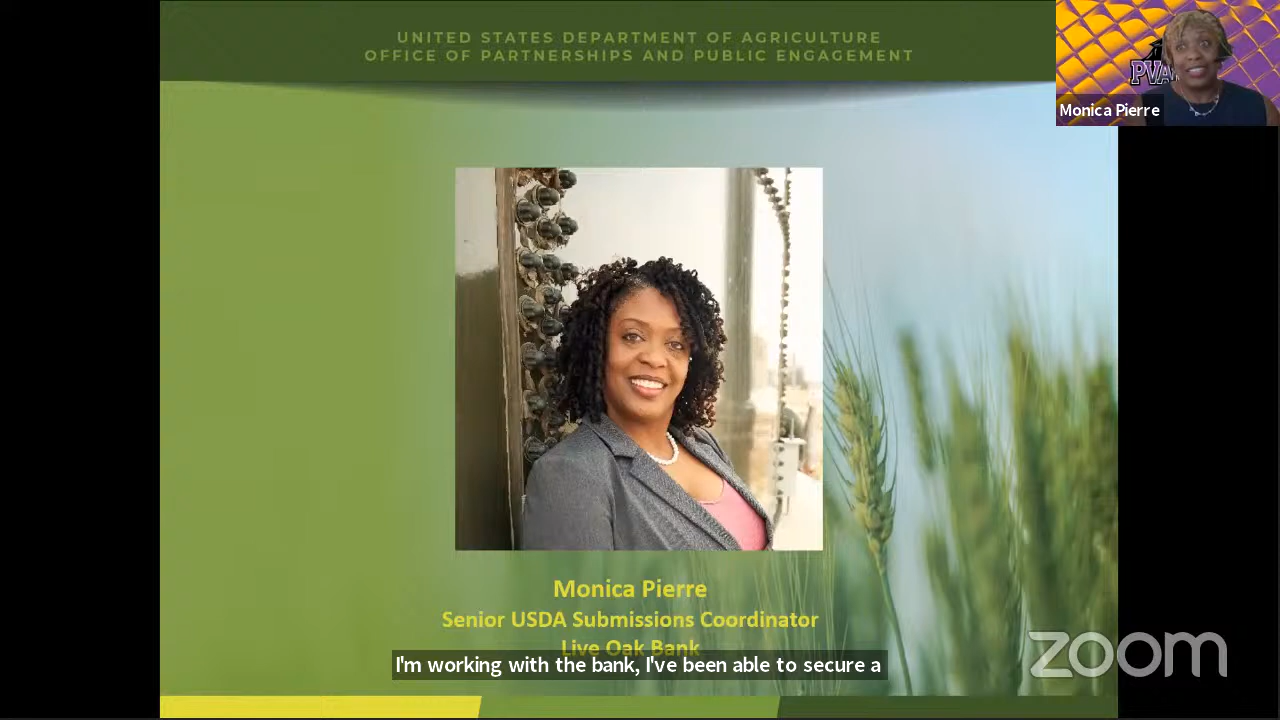 UNITED STATES DEPARTMENT OF AGRICULTURE
OFFICE OF PARTNERSHIPS AND PUBLIC ENGAGEMENT
Monica Pierre
Monica Pierre
Senior USDA Submissions Coordinator
Live Oak Bank
I'm working with the bank, I've been able to secure a
zoom